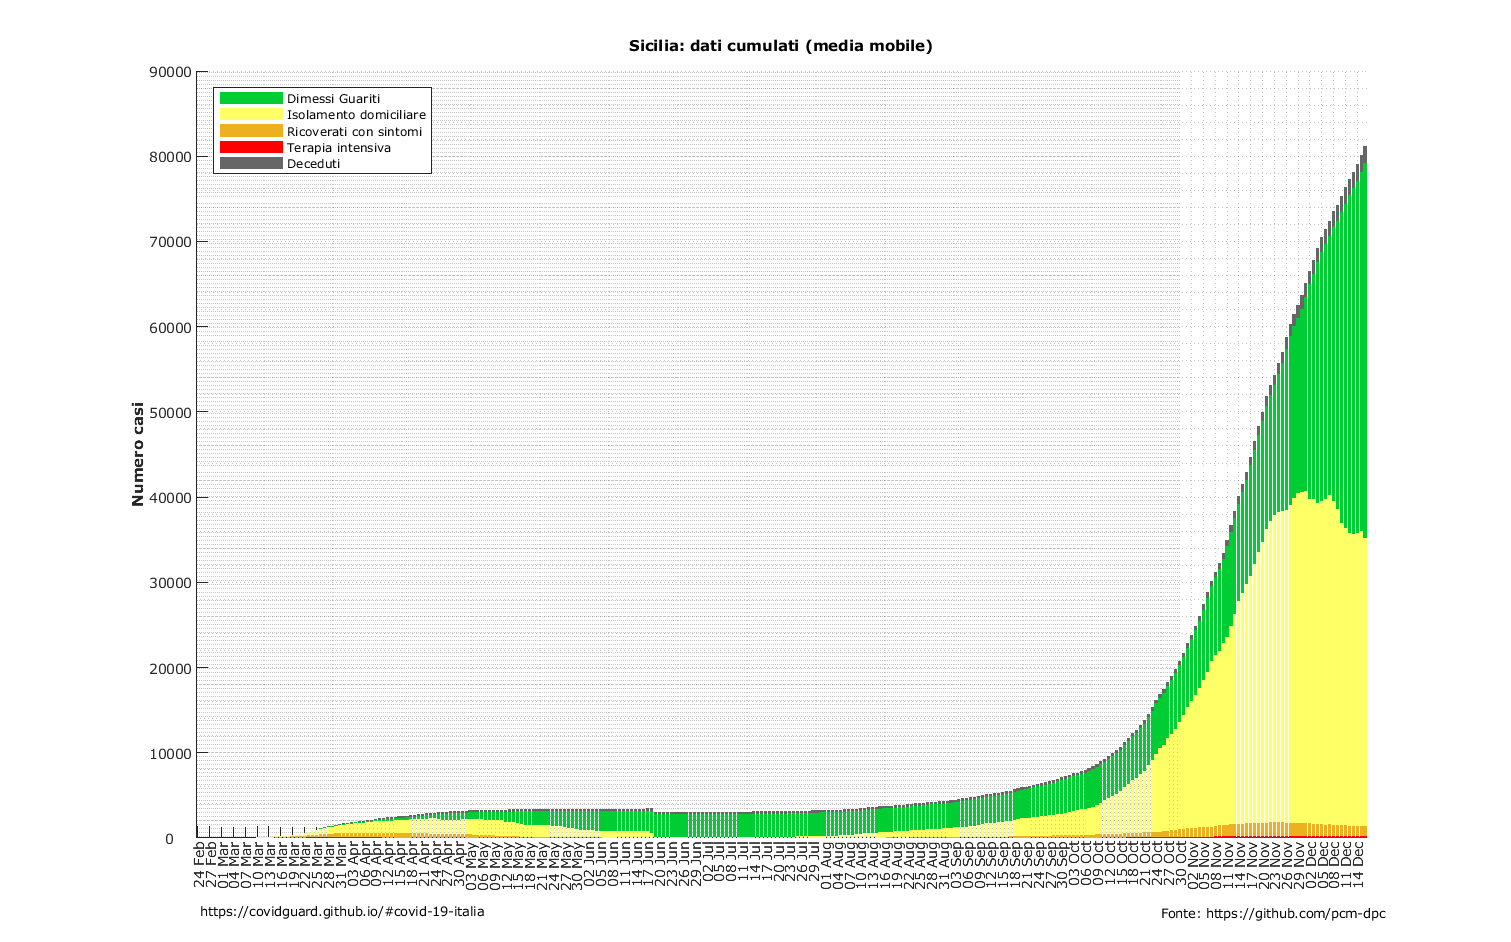 Sicilia: dati cumulati (media mobile)
90000
80000
70000
60000
50000
40000
30000
20000
10000
0
Numero casi
Dimessi Guariti
Isolamento domiciliare
Ricoverati con sintomi
Terapia intensiva
Deceduti
24 Feb
27 Feb
01 Mar
04 Mar
07 Mar
10 Mar
13 Mar
16 Mar
19 Mar
22 Mar
25 Mar
28 Mar
31 Mar
03 Apr
06 Apr
09 Apr
12 Apr
15 Apr
18 Apr
21 Apr
24 Apr
27 Apr
30 Apr
03 May
06 May
09 May
12 May
15 May
18 May
21 May
24 May
27 May
30 May
02 Jun
05 Jun
08 Jun
11 Jun
14 Jun
17 Jun
20 Jun
23 Jun
26 Jun
29 Jun
02 Jul
05 Jul
08 Jul
11 Jul
14 Jul
17 Jul
20 Jul
23 Jul
26 Jul
29 Jul
01 Aug
04 Aug
07 Aug
10 Aug
13 Aug
16 Aug
19 Aug
22 Aug
25 Aug
28 Aug
31 Aug
03 Sep
06 Sep
09 Sep
12 Sep
15 Sep
18 Sep
21 Sep
24 Sep
27 Sep
30 Sep
03 Oct
06 Oct
09 Oct
12 Oct
15 Oct
18 Oct
21 Oct
24 Oct
27 Oct
30 Oct
02 Nov
05 Nov
08 Nov
11 Nov
14 Nov
17 Nov
20 Nov
23 Nov
26 Nov
29 Nov
02 Dec
05 Dec
08 Dec
11 Dec
14 Dec
https://covidguard.github.io/#covid-19-italia
Fonte: https://github.com/pcm-dpc